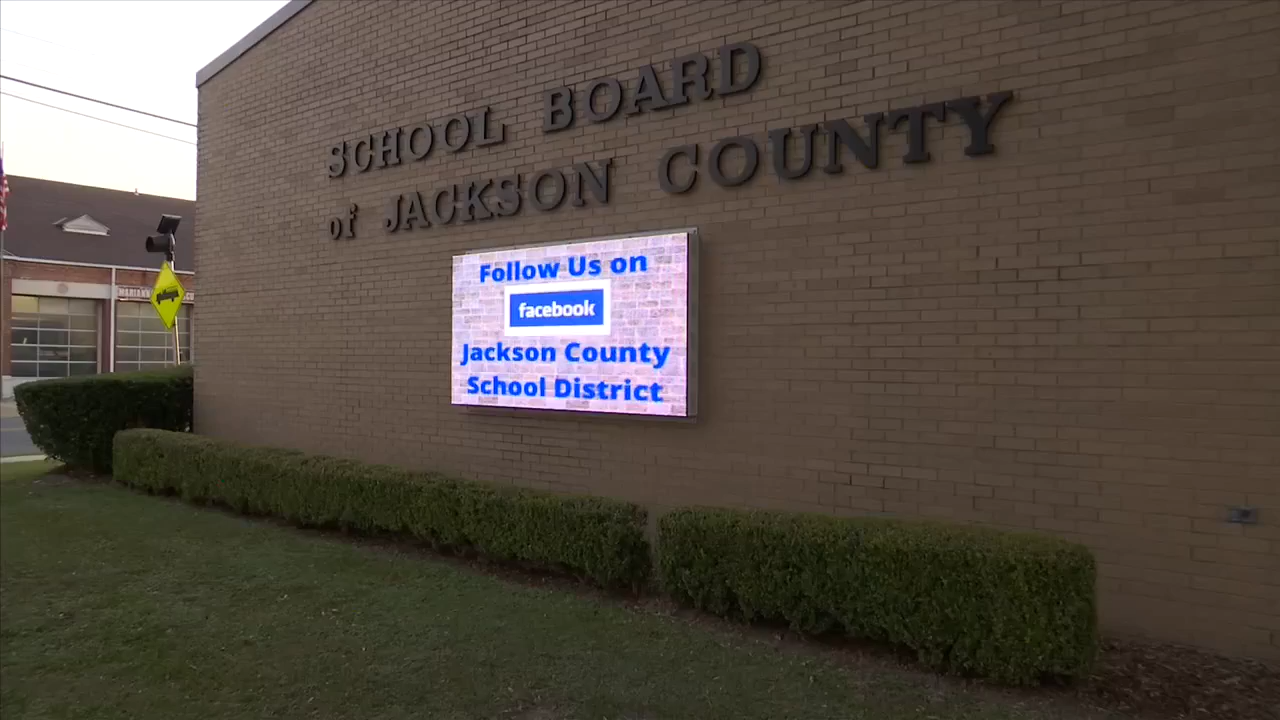 SCHOOL BOARD
of JACKSON COUNTY
Follow Us on
facebook
Jackson County
School District